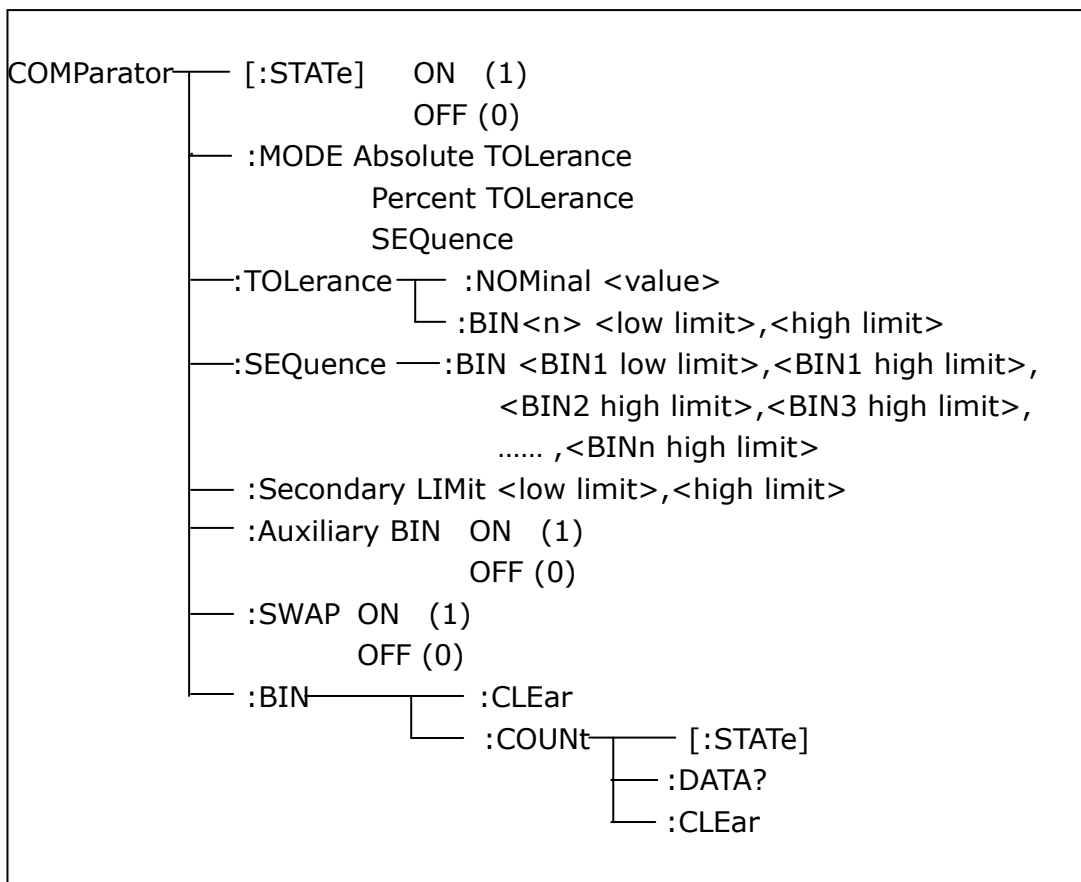 COMParator [:STATe] ON (1)
OFF (0)
:MODE Absolute TOLerance
Percent TOLerance
SEQuence
:TOLerance :NOMinal <value>
:BIN<n> <low limit>,<high limit>
:SEQuence :BIN <BIN1 low limit>,<BIN1 high limit>,
<BIN2 high limit>,<BIN3 high limit>,
…… ,<BINn high limit>
:Secondary LIMit <low limit>,<high limit>
:Auxiliary BIN ON (1)
OFF (0)
:SWAP ON (1)
OFF (0)
:BIN :CLEar
:COUNt [:STATe]
:DATA?
:CLEar